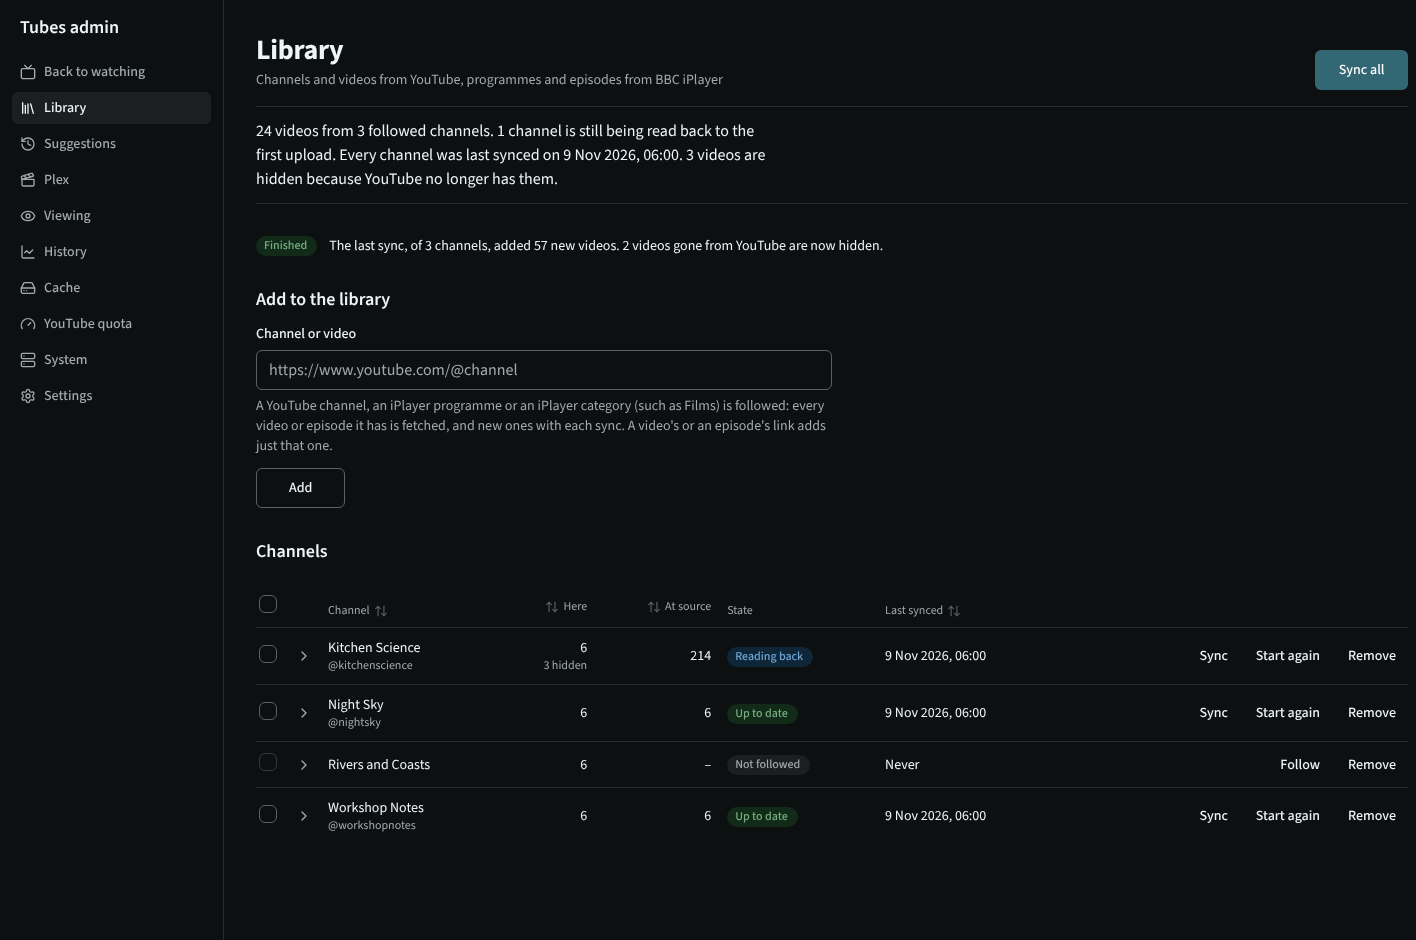 Tubes admin
Back to watching
Library
Suggestions
Plex
Viewing
History
Cache
YouTube quota
System
Settings
Library
Channels and videos from YouTube, programmes and episodes from BBC iPlayer
Sync all
24 videos from 3 followed channels. 1 channel is still being read back to the
first upload. Every channel was last synced on 9 Nov 2026, 06:00. 3 videos are
hidden because YouTube no longer has them.
Finished The last sync, of 3 channels, added 57 new videos. 2 videos gone from YouTube are now hidden.
Add to the library
Channel or video
https://www.youtube.com/@channel
A YouTube channel, an iPlayer programme or an iPlayer category (such as Films) is followed: every
video or episode it has is fetched, and new ones with each sync. A video's or an episode's link adds
just that one.
Add
Channels
Channel Here At source State Last synced
Kitchen Science 6 214 Reading back 9 Nov 2026, 06:00 Sync Start again Remove
@kitchenscience 3 hidden
Night Sky 6 6 Up to date 9 Nov 2026, 06:00 Sync Start again Remove
@nightsky
Rivers and Coasts 6 – Not followed Never Follow Remove
Workshop Notes 6 6 Up to date 9 Nov 2026, 06:00 Sync Start again Remove
@workshopnotes